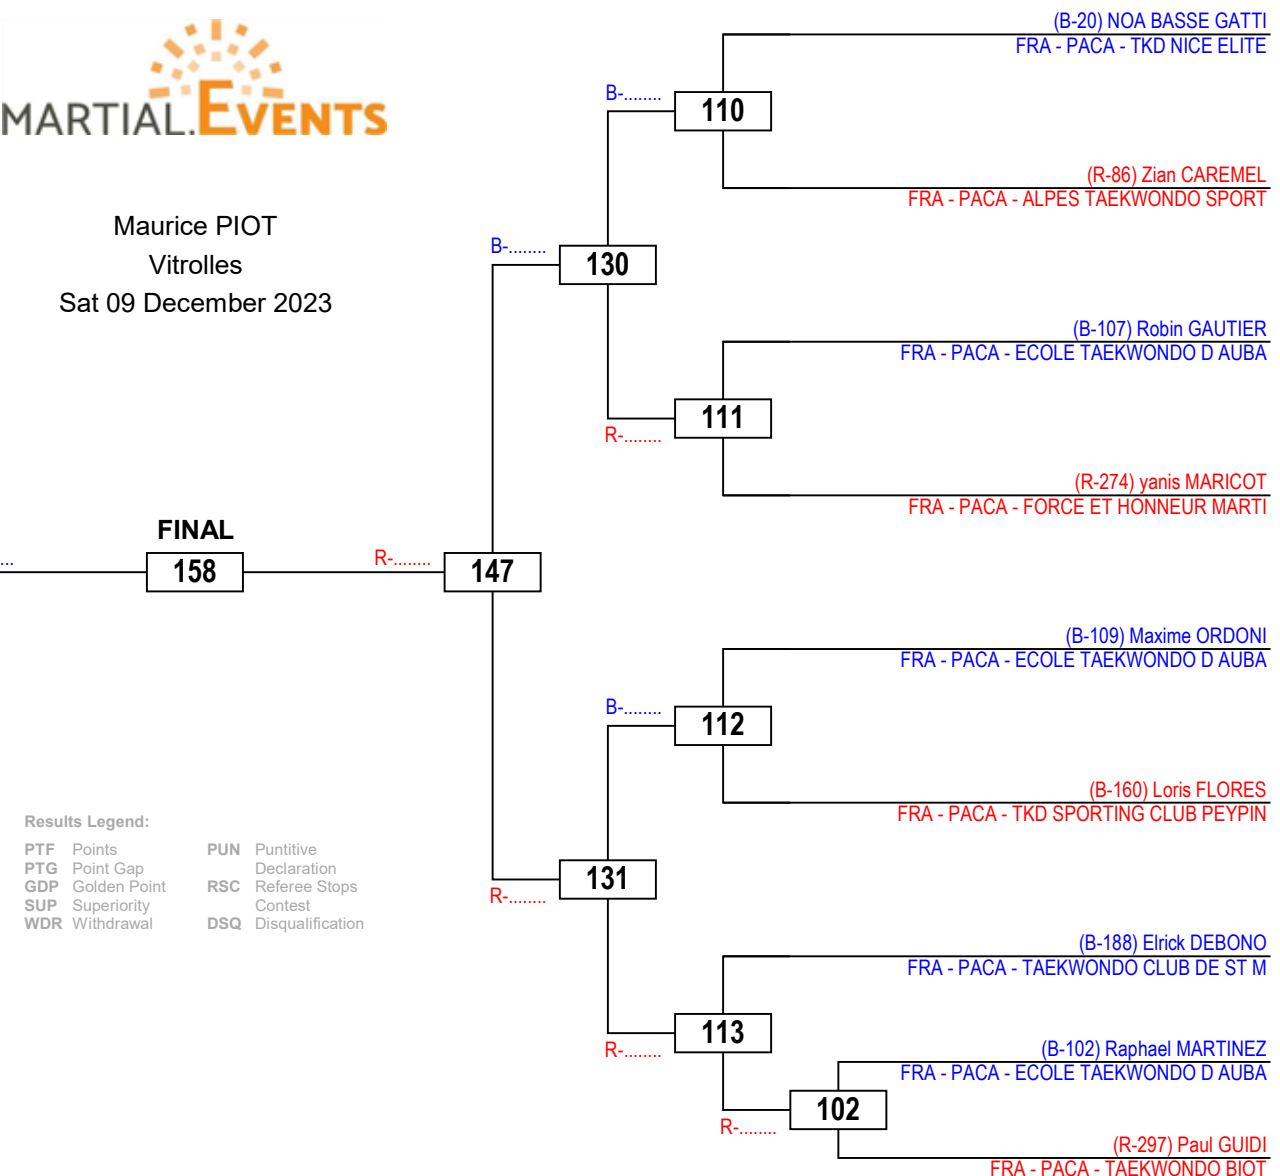 MARTIAL.EVENTS
Maurice PIOT
Vitrolles
Sat 09 December 2023
(B-20) NOA BASSE GATTI
FRA - PACA - TKD NICE ELITE
B-........
110
(R-86) Zian CAREMEL
FRA - PACA - ALPES TAEKWONDO SPORT
B-........
130
(B-107) Robin GAUTIER
FRA - PACA - ECOLE TAEKWONDO D AUBA
111
R-........
(R-274) yanis MARICOT
FRA - PACA - FORCE ET HONNEUR MARTI
FINAL
...
158
R-........
147
(B-109) Maxime ORDONI
FRA - PACA - ECOLE TAEKWONDO D AUBA
B-........
112
(B-160) Loris FLORES
FRA - PACA - TKD SPORTING CLUB PEYPIN
131
R-........
(B-188) Elrick DEBONO
FRA - PACA - TAEKWONDO CLUB DE ST M
113
R-........
(B-102) Raphael MARTINEZ
FRA - PACA - ECOLE TAEKWONDO D AUBA
102
R-........
(R-297) Paul GUIDI
FRA - PACA - TAEKWONDO BIOT
Results Legend:
PTF Points
PTG Point Gap
GDP Golden Point
SUP Superiority
WDR Withdrawal
PUN Puntitive
Declaration
RSC Referee Stops
Contest
DSQ Disqualification